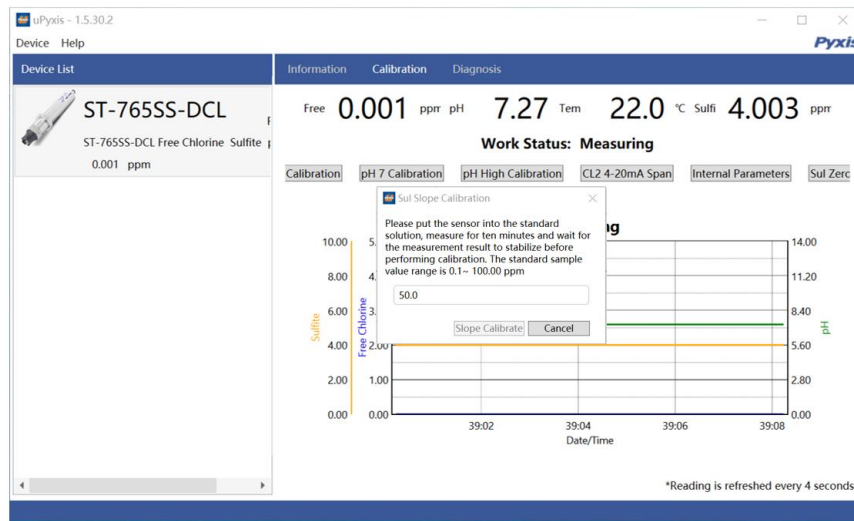 uPyxis - 1.5.30.2
Device Help
Pyxis
Device List
Information Calibration Diagnosis
ST-765SS-DCL
ST-765SS-DCL Free Chlorine Sulfite
0.001 ppm
Free 0.001 ppm pH 7.27 Tem 22.0 °C Sulfi 4.003 ppm
Work Status: Measuring
Calibration pH 7 Calibration pH High Calibration CL2 4-20mA Span Internal Parameters Sul Zero
Sul Slope Calibration
Please put the sensor into the standard
solution, measure for ten minutes and wait for
the measurement result to stabilize before
performing calibration. The standard sample
value range is 0.1~ 100.00 ppm
50.0
Slope Calibrate Cancel
ng
10.00 5. 14.00
8.00 4. 11.20
6.00 3. 8.40
4.00 2.00 5.60
2.00 1.00 2.80
0.00 0.00 0.00
Sulfite
Free Chlorine
pH
39:02 39:04 39:06 39:08
Date/Time
*Reading is refreshed every 4 seconds